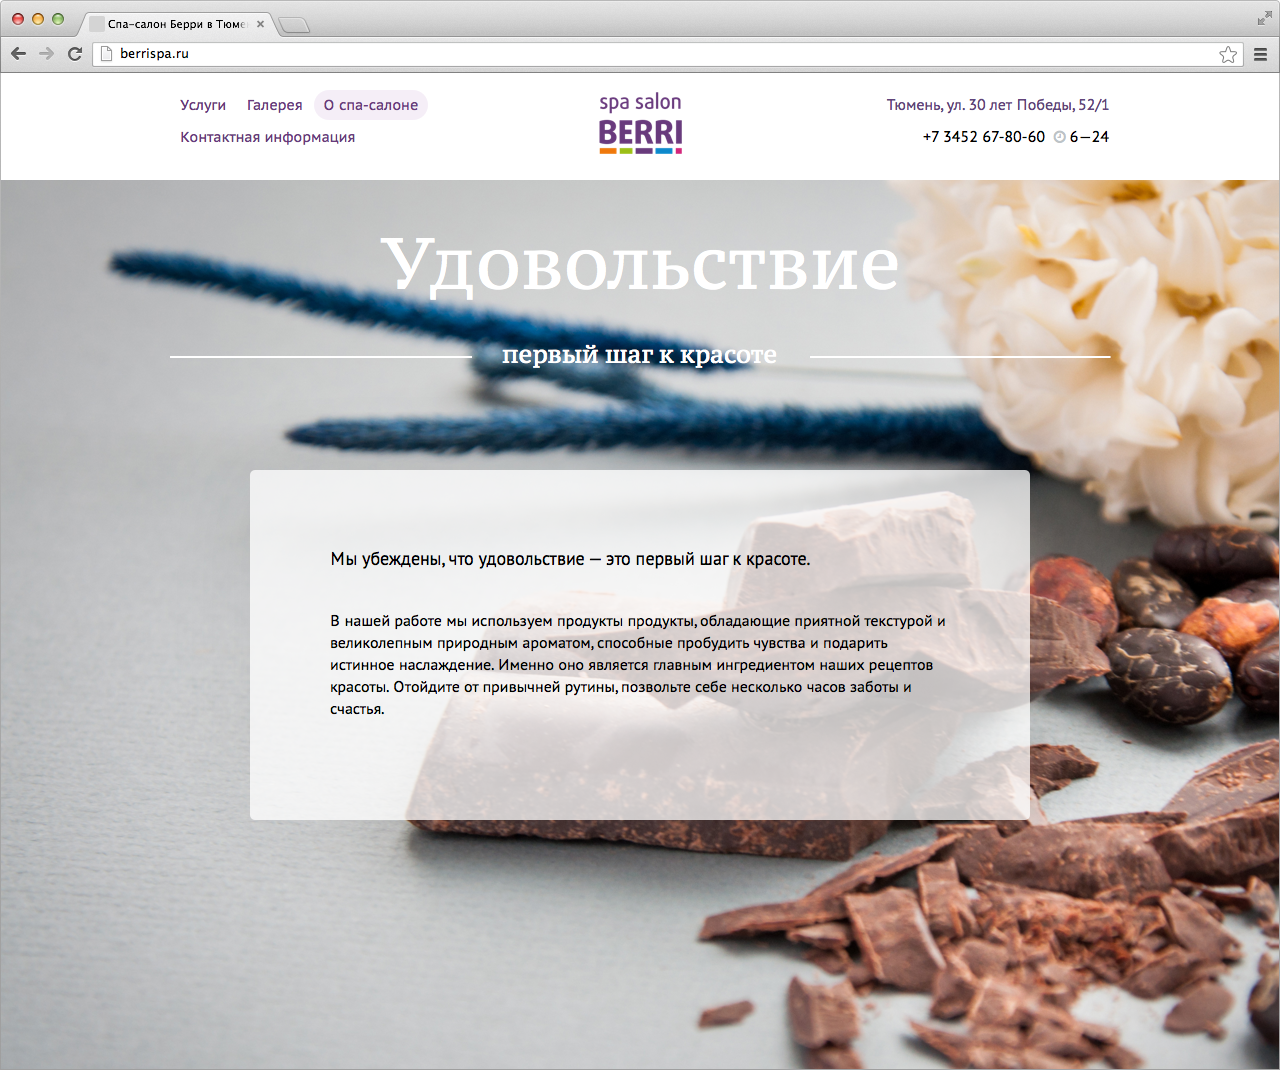 Спа-салон Берри в Тюме
berrispa.ru
Услуги Галерея О спа-салоне
Контактная информация
spa salon
BERRI
Тюмень, ул. 30 лет Победы, 52/1
+7 3452 67-80-60 6—24
Удовольствие
первый шаг к красоте
Мы убеждены, что удовольствие — это первый шаг к красоте.
В нашей работе мы используем продукты продукты, обладающие приятной текстурой и
великолепным природным ароматом, способные пробудить чувства и подарить
истинное наслаждение. Именно оно является главным ингредиентом наших рецептов
красоты. Отойдите от привычней рутины, позвольте себе несколько часов заботы и
счастья.